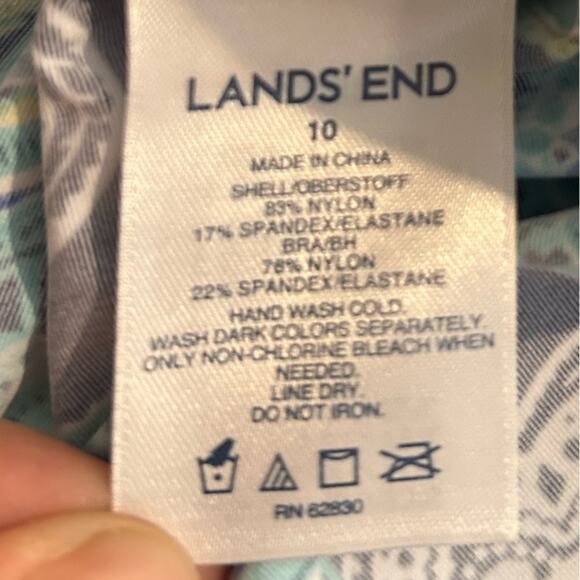 LANDS' END
10
MADE IN CHINA
SHELL/OBERSTOFF
83% NYLON
17% SPANDEX/ELASTANE
BRA/BH
78% NYLON
22% SPANDEX/ELASTANE
HAND WASH COLD.
WASH DARK COLORS SEPARATELY.
ONLY NON-CHLORINE BLEACH WHEN
NEEDED.
LINE DRY.
DO NOT IRON.
RN 62830